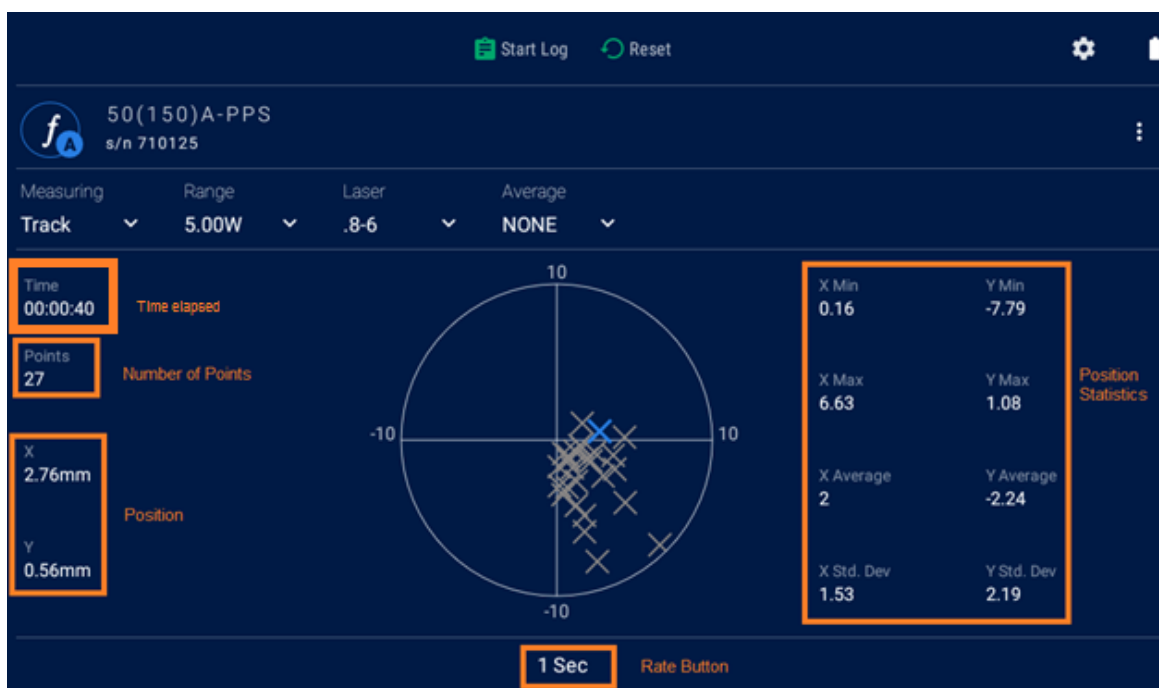 Start Log Reset
f
A
50(150)A-PPS
s/n 710125
Measuring Range Laser Average
Track 5.00W .8-6 NONE
Time
00:00:40
TIme elapsed
Points
27
Number of Points
X
2.76mm
Position
Y
0.56mm
10
-10
10
-10
X Min Y Min
0.16 -7.79
X Max Y Max
6.63 1.08
Position
Statistics
X Average Y Average
2 -2.24
X Std. Dev Y Std. Dev
1.53 2.19
1 Sec Rate Button